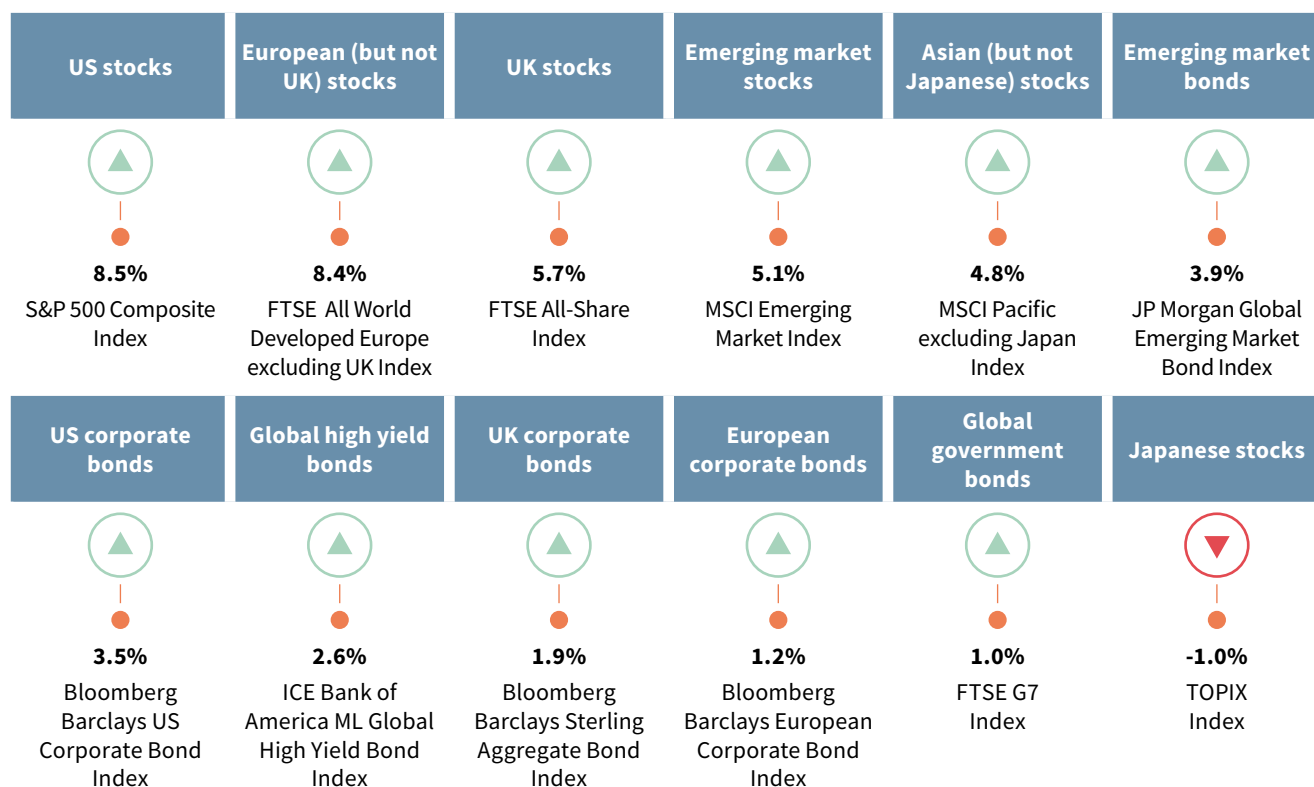 US stocks
European (but not
UK) stocks
UK stocks
Emerging market
stocks
Asian (but not
Japanese) stocks
Emerging market
bonds
8.5%
S&P 500 Composite
Index
8.4%
FTSE All World
Developed Europe
excluding UK Index
5.7%
FTSE All-Share
Index
5.1%
MSCI Emerging
Market Index
4.8%
MSCI Pacific
excluding Japan
Index
3.9%
JP Morgan Global
Emerging Market
Bond Index
US corporate
bonds
Global high yield
bonds
UK corporate
bonds
European
corporate bonds
Global
government
bonds
Japanese stocks
3.5%
Bloomberg
Barclays US
Corporate Bond
Index
2.6%
ICE Bank of
America ML Global
High Yield Bond
Index
1.9%
Bloomberg
Barclays Sterling
Aggregate Bond
Index
1.2%
Bloomberg
Barclays European
Corporate Bond
Index
1.0%
FTSE G7
Index
-1.0%
TOPIX
Index